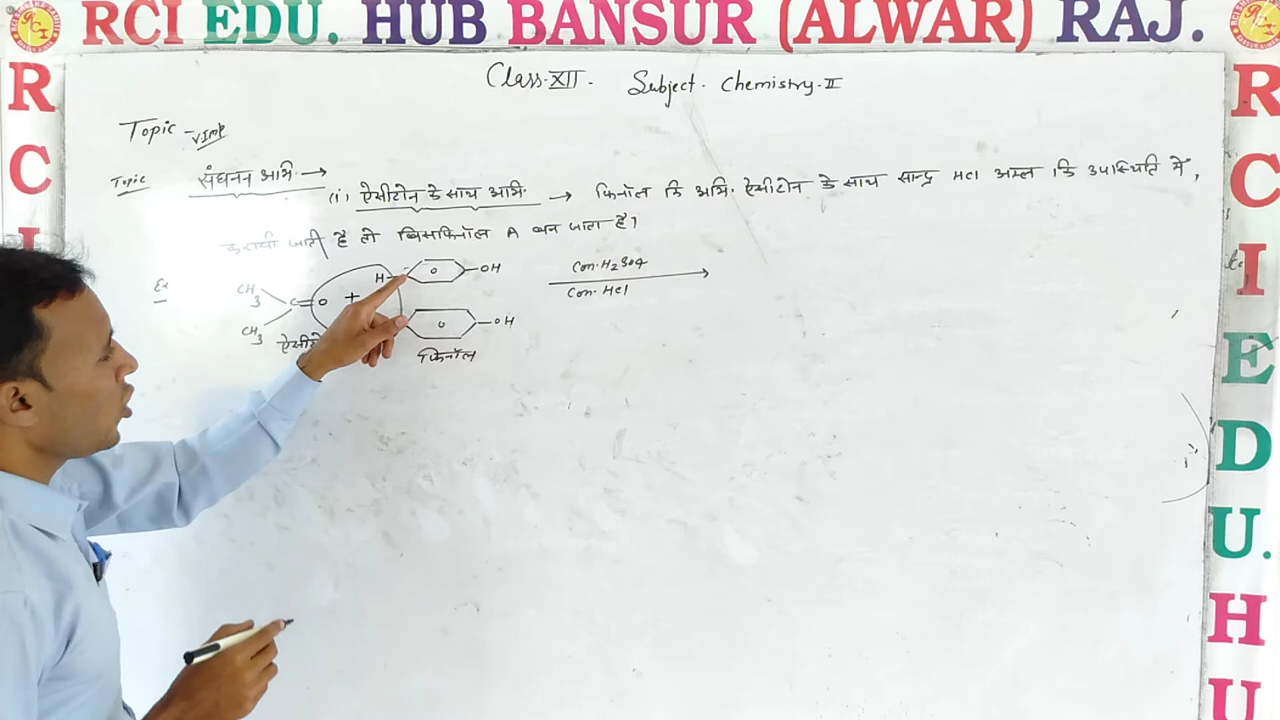 RCI EDU. HUB BANSUR (ALWAR) RAJ.
Class-XII. Subject. Chemistry-II
Topic - v.Imp
Topic संघनन अभि. → (i) ऐसीटोन के साथ अभि. → फिनॉल कि अभि. ऐसीटोन के साथ सान्द्र HCl अम्ल कि उपस्थिति में,
करायी जाती है तो बिसफिनॉल A बन जाता है।
Ex
CH3
CH3
C=O
+
H
OH
OH
फिनॉल
Con. H2SO4
Con. HCl
R
C
I
R
C
I
E
D
U.
H
U